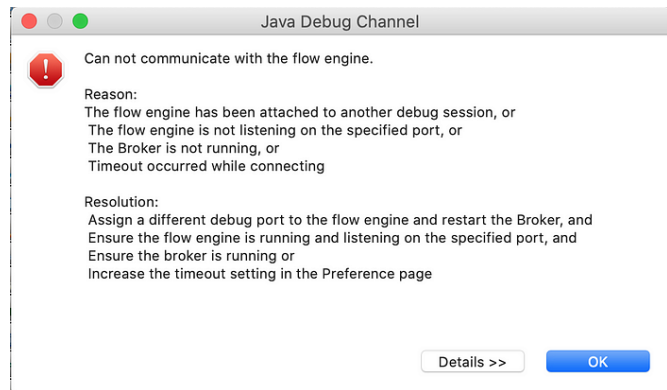 Java Debug Channel
Can not communicate with the flow engine.
Reason:
The flow engine has been attached to another debug session, or
The flow engine is not listening on the specified port, or
The Broker is not running, or
Timeout occurred while connecting
Resolution:
Assign a different debug port to the flow engine and restart the Broker, and
Ensure the flow engine is running and listening on the specified port, and
Ensure the broker is running or
Increase the timeout setting in the Preference page
Details >>
OK